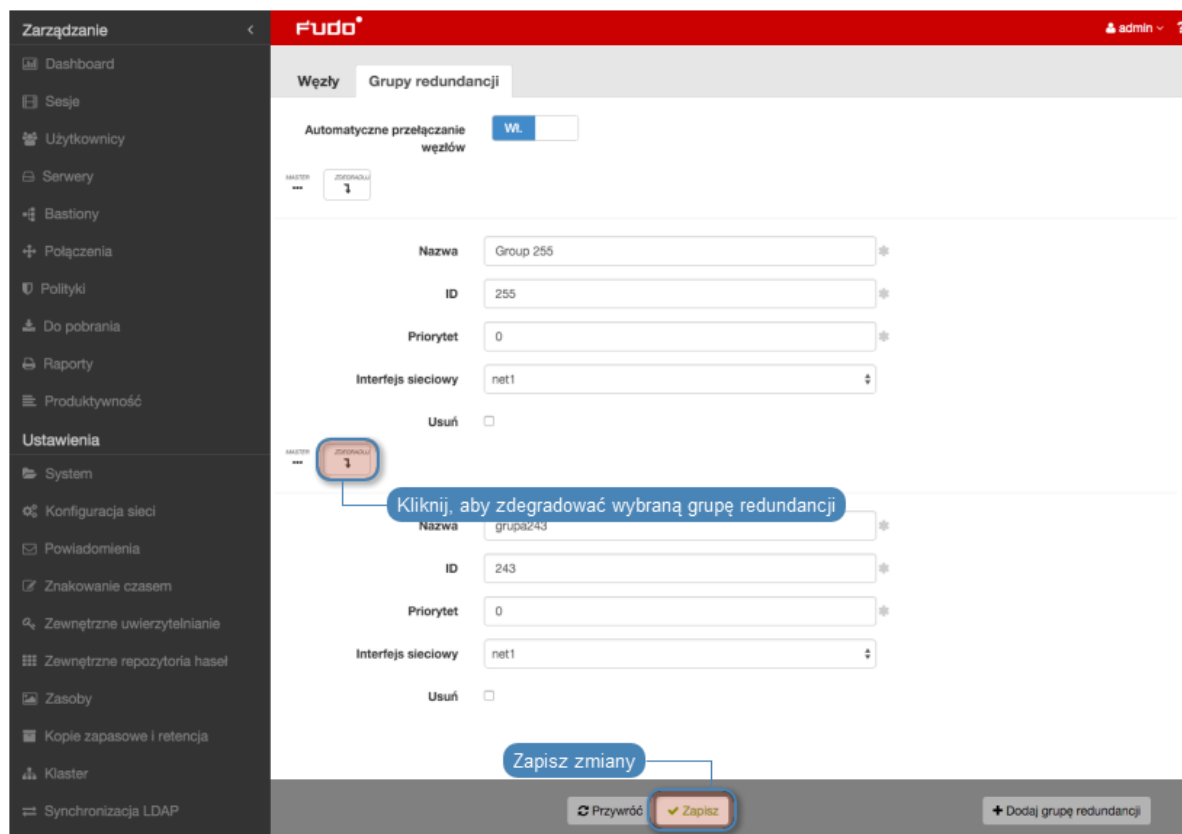 Zarządzanie
Fudo
admin
?
Dashboard
Sesje
Użytkownicy
Serwery
Bastiony
Połączenia
Polityki
Do pobrania
Raporty
Produktywność
Ustawienia
System
Konfiguracja sieci
Powiadomienia
Znakowanie czasem
Zewnętrzne uwierzytelnianie
Zewnętrzne repozytoria haseł
Zasoby
Kopie zapasowe i retencja
Klaster
Synchronizacja LDAP
Węzły Grupy redundancji
Automatyczne przełączanie węzłów
Wł.
MASTER ZDEGRADUJ
Nazwa Group 255
ID 255
Priorytet 0
Interfejs sieciowy net1
Usuń
MASTER ZDEGRADUJ
Kliknij, aby zdegradować wybraną grupę redundancji
Nazwa grupa243
ID 243
Priorytet 0
Interfejs sieciowy net1
Usuń
Zapisz zmiany
Przywróć Zapisz + Dodaj grupę redundancji